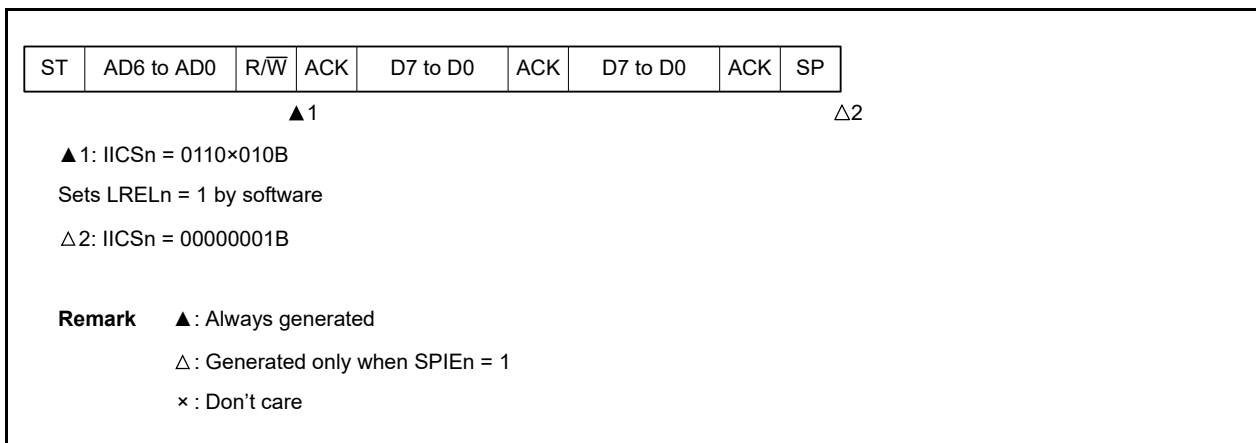 ST AD6 to AD0 R/W̅ ACK D7 to D0 ACK D7 to D0 ACK SP
▲1 △2
▲1: IICSn = 0110×010B
Sets LRELn = 1 by software
△2: IICSn = 00000001B
Remark ▲: Always generated
△: Generated only when SPIEn = 1
×: Don’t care